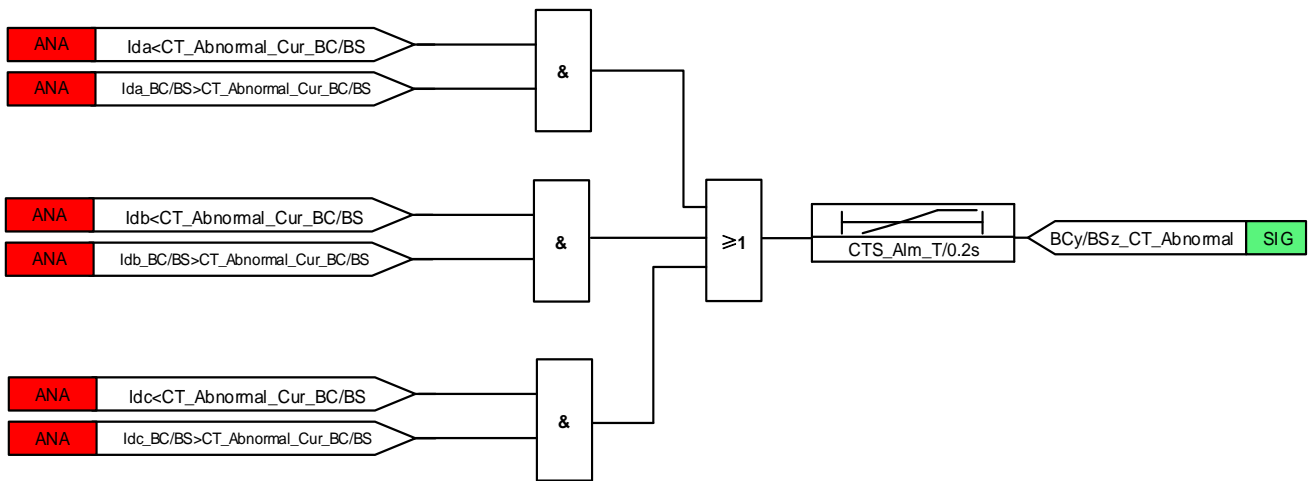 ANA Ida<CT_Abnormal_Cur_BC/BS
ANA Ida_BC/BS>CT_Abnormal_Cur_BC/BS
&
ANA Idb<CT_Abnormal_Cur_BC/BS
ANA Idb_BC/BS>CT_Abnormal_Cur_BC/BS
&
⩾1
CTS_Alm_T/0.2s
BCy/BSz_CT_Abnormal SIG
ANA Idc<CT_Abnormal_Cur_BC/BS
ANA Idc_BC/BS>CT_Abnormal_Cur_BC/BS
&